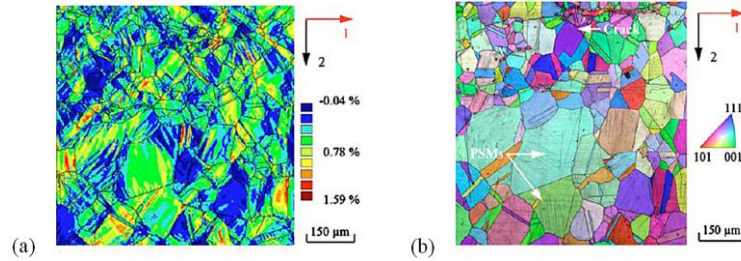 1
2
-0.04 %
0.78 %
1.59 %
150 µm
(a)
Crack
PSMs
1
2
111
101 001
150 µm
(b)